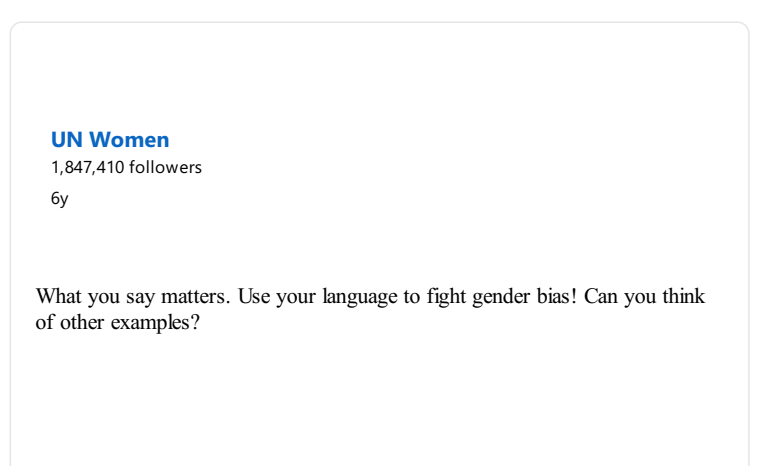 UN Women
1,847,410 followers
6y
What you say matters. Use your language to fight gender bias! Can you think
of other examples?